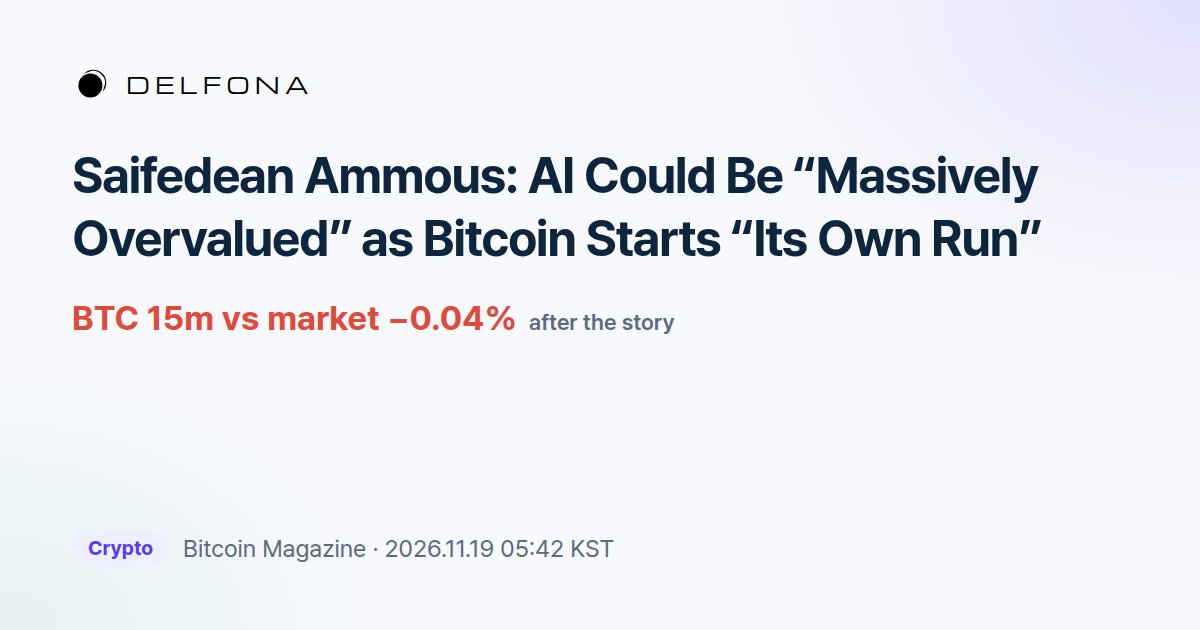 DELFONA
Saifedean Ammous: AI Could Be “Massively
Overvalued” as Bitcoin Starts “Its Own Run”
BTC 15m vs market −0.04% after the story
Crypto Bitcoin Magazine · 2026.11.19 05:42 KST